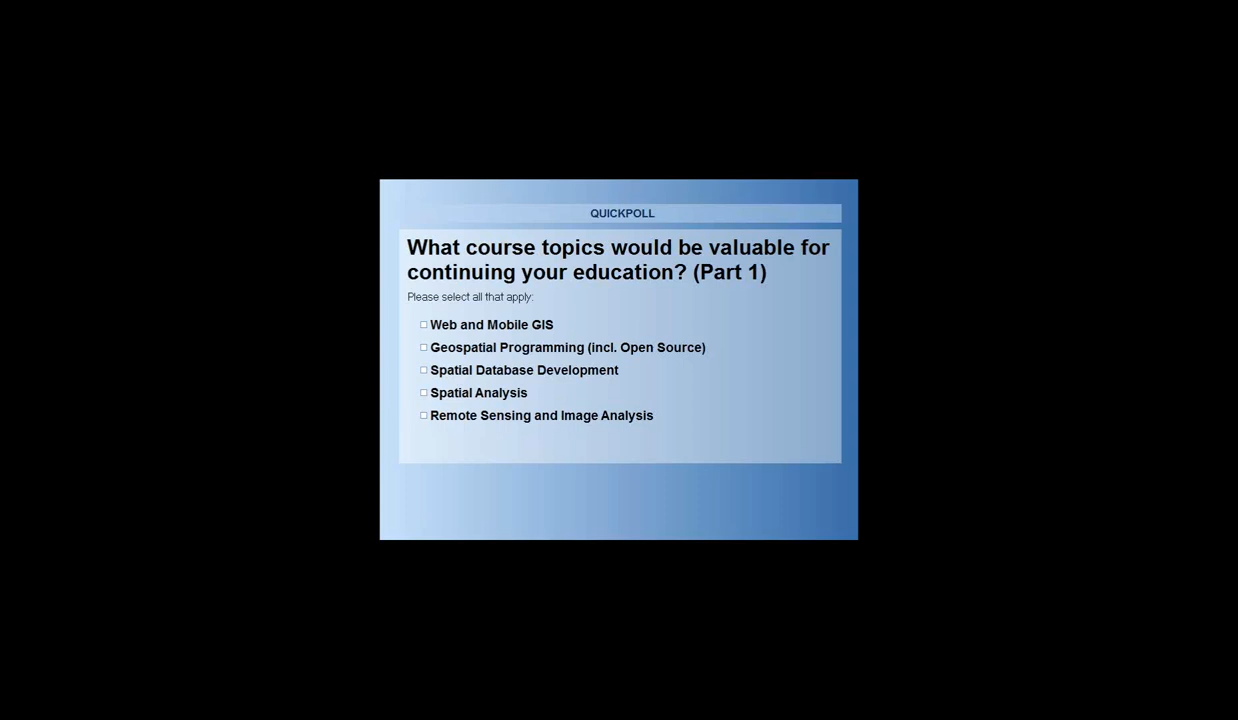 QUICKPOLL
What course topics would be valuable for
continuing your education? (Part 1)
Please select all that apply:
Web and Mobile GIS
Geospatial Programming (incl. Open Source)
Spatial Database Development
Spatial Analysis
Remote Sensing and Image Analysis